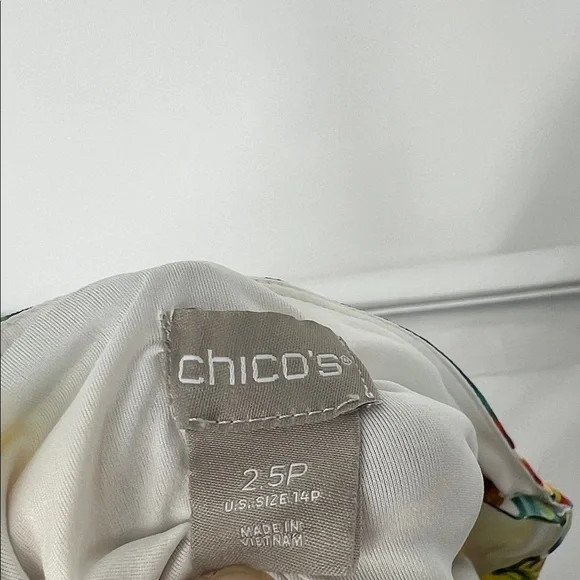 chico's®
2.5P
U.S. SIZE 14P
MADE IN
VIETNAM